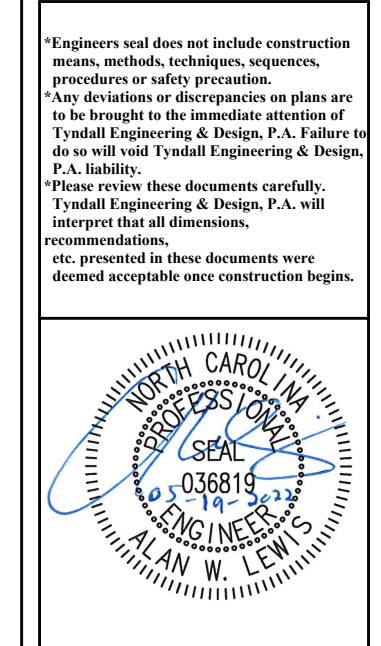 *Engineers seal does not include construction
means, methods, techniques, sequences,
procedures or safety precaution.
*Any deviations or discrepancies on plans are
to be brought to the immediate attention of
Tyndall Engineering & Design, P.A. Failure to
do so will void Tyndall Engineering & Design,
P.A. liability.
*Please review these documents carefully.
Tyndall Engineering & Design, P.A. will
interpret that all dimensions,
recommendations,
etc. presented in these documents were
deemed acceptable once construction begins.
NORTH CAROLINA
PROFESSIONAL
SEAL
036819
05-19-2022
ENGINEER
ALAN W. LEWIS